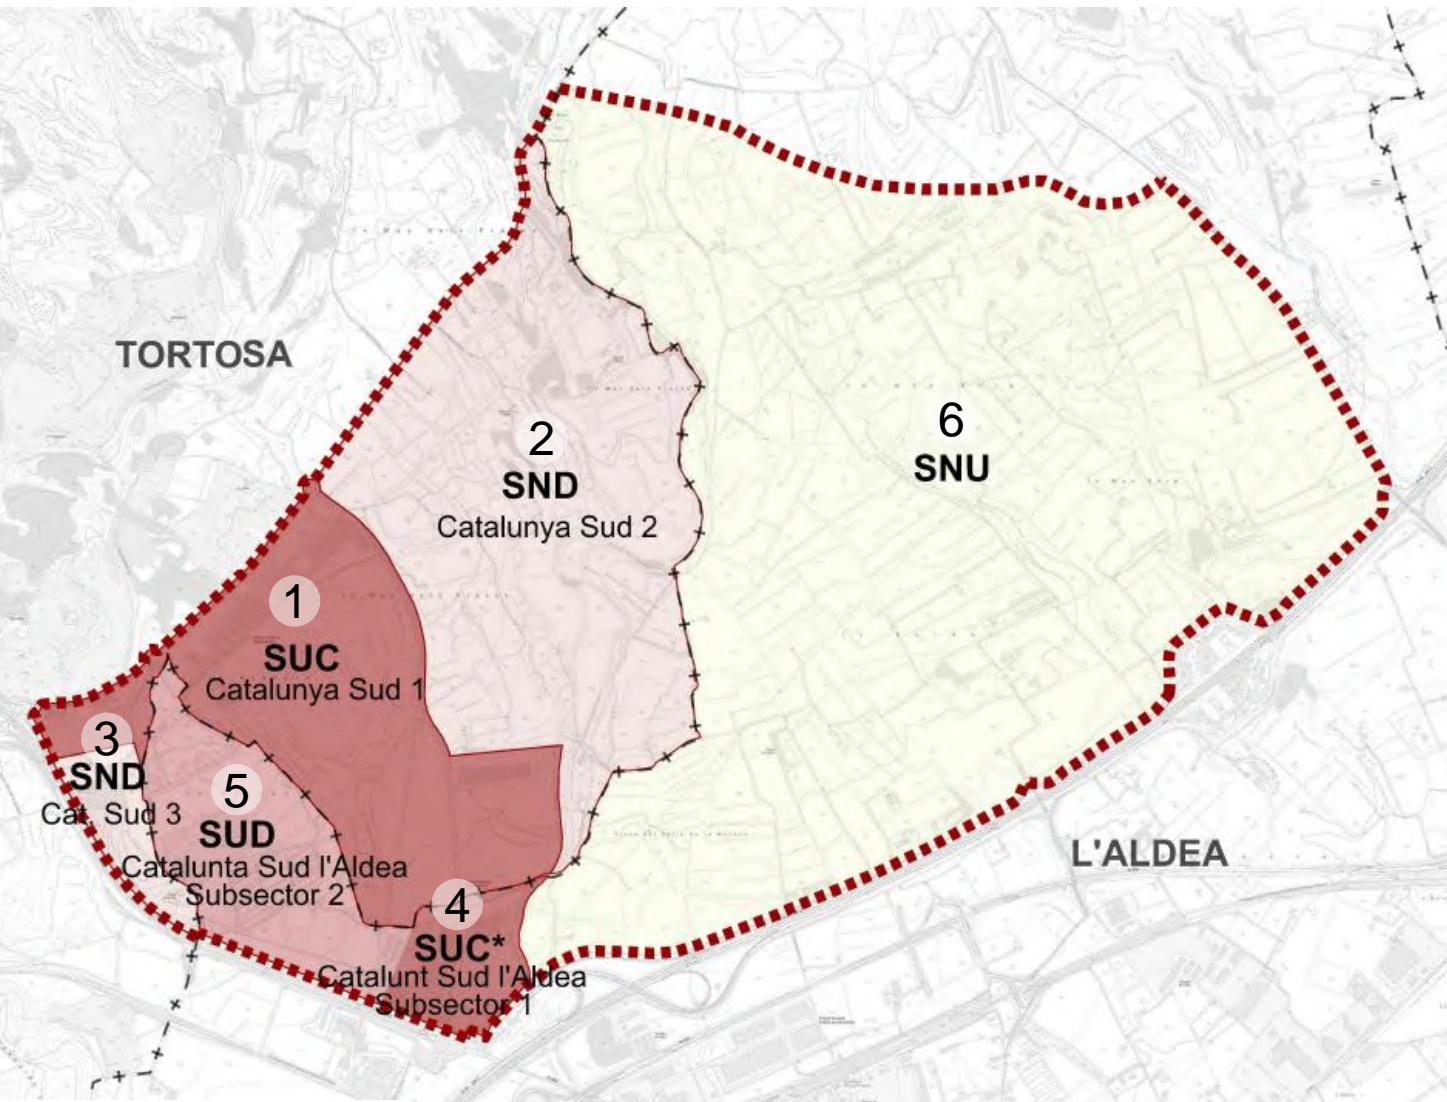 TORTOSA
6
SNU
2
SND
Catalunya Sud 2
1
SUC
Catalunya Sud 1
3
SND
Cat Sud 3
5
SUD
Catalunta Sud l'Aldea
Subsector 2
L'ALDEA
4
SUC*
Catalunt Sud l'Aldea
Subsector 1